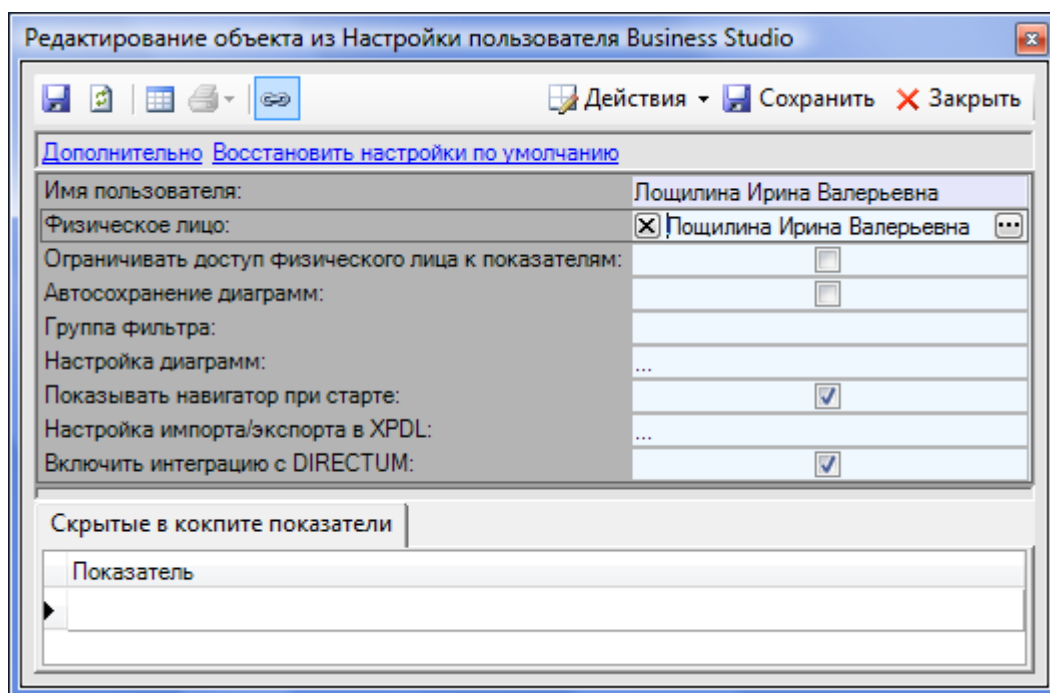 Редактирование объекта из Настройки пользователя Business Studio
Действия Сохранить Закрыть
Дополнительно Восстановить настройки по умолчанию
Имя пользователя: Лощилина Ирина Валерьевна
Физическое лицо: Лощилина Ирина Валерьевна ...
Ограничивать доступ физического лица к показателям:
Автосохранение диаграмм:
Группа фильтра:
Настройка диаграмм: ...
Показывать навигатор при старте:
Настройка импорта/экспорта в XPDL: ...
Включить интеграцию с DIRECTUM:
Скрытые в кокпите показатели
Показатель